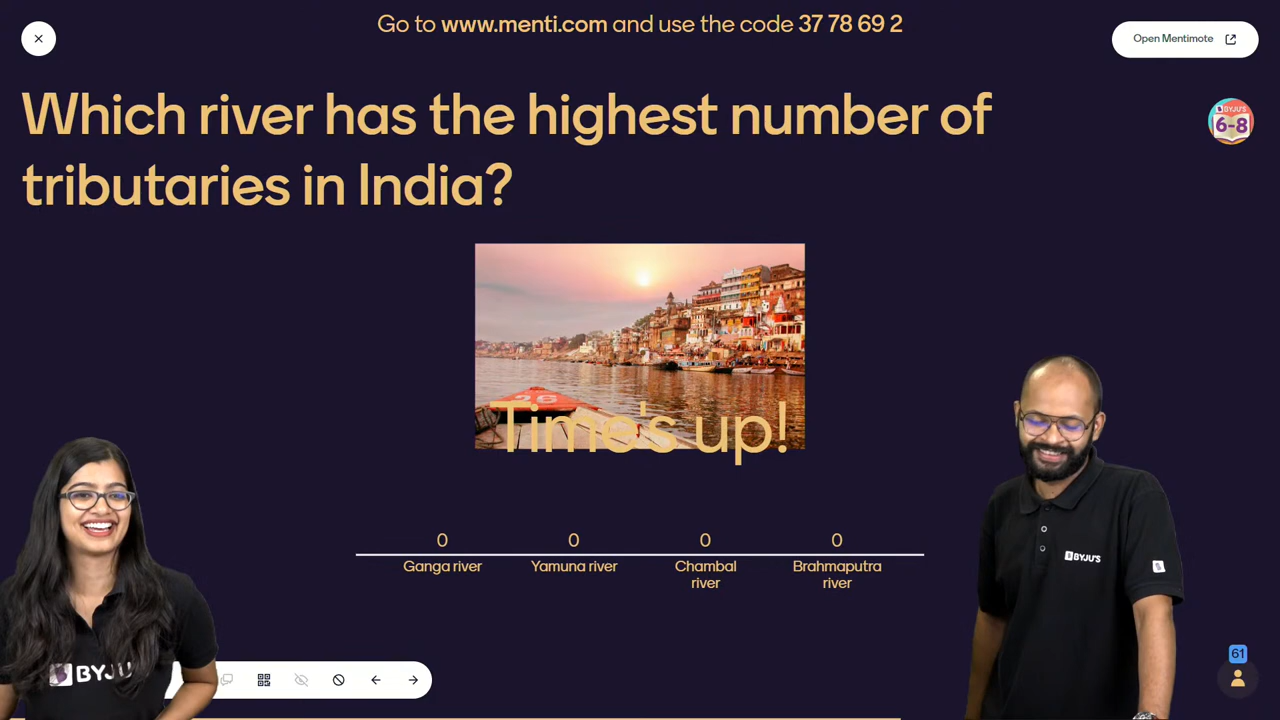 Go to www.menti.com and use the code 37 78 69 2
Open Mentimote
Which river has the highest number of
tributaries in India?
BYJU'S
6-8
26
Time's up!
0 0 0 0
Ganga river Yamuna river Chambal river Brahmaputra river
BYJU'S
BYJU
61